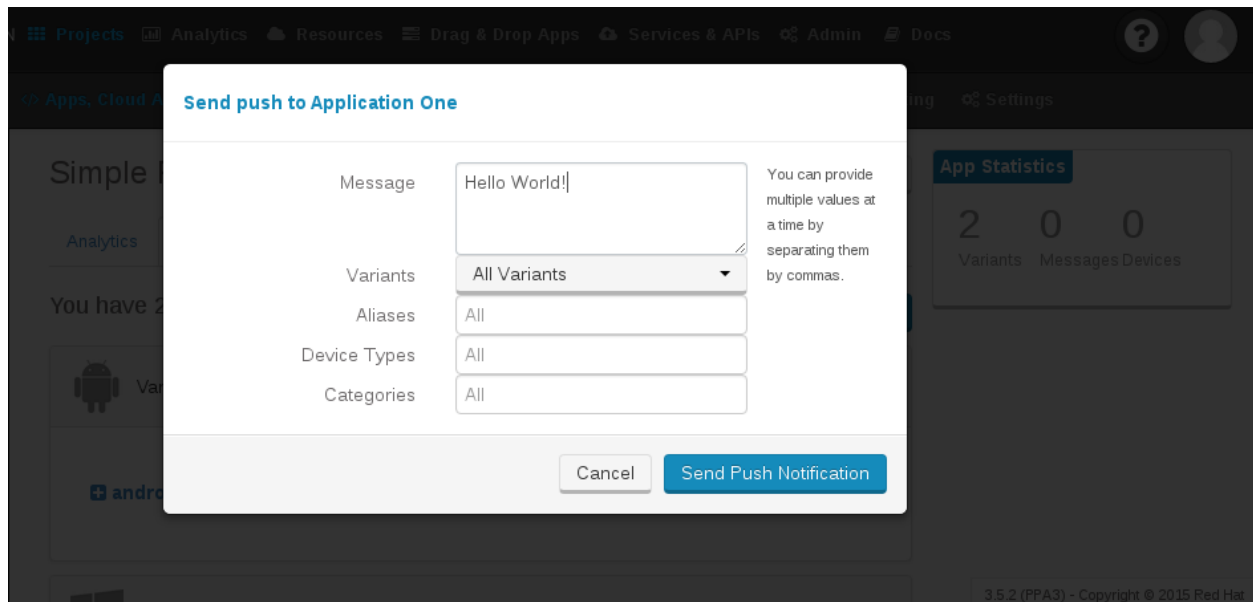 N Projects Analytics Resources Drag & Drop Apps Services & APIs Admin Docs ?
</> Apps, Cloud A
ing Settings
Send push to Application One
Simple
App Statistics
Message
Hello World!
You can provide
multiple values at
a time by
separating them
by commas.
2 0 0
Variants Messages Devices
Analytics
Variants
All Variants
You have 2
Aliases
All
Device Types
All
Var
Categories
All
Cancel
Send Push Notification
andro
3.5.2 (PPA3) - Copyright © 2015 Red Hat